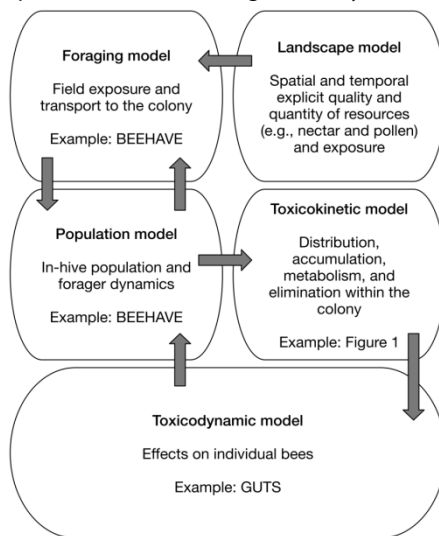 Foraging model
Field exposure and
transport to the colony
Example: BEEHAVE
Landscape model
Spatial and temporal
explicit quality and
quantity of resources
(e.g., nectar and pollen)
and exposure
Population model
In-hive population and
forager dynamics
Example: BEEHAVE
Toxicokinetic model
Distribution,
accumulation,
metabolism, and
elimination within the
colony
Example: Figure 1
Toxicodynamic model
Effects on individual bees
Example: GUTS